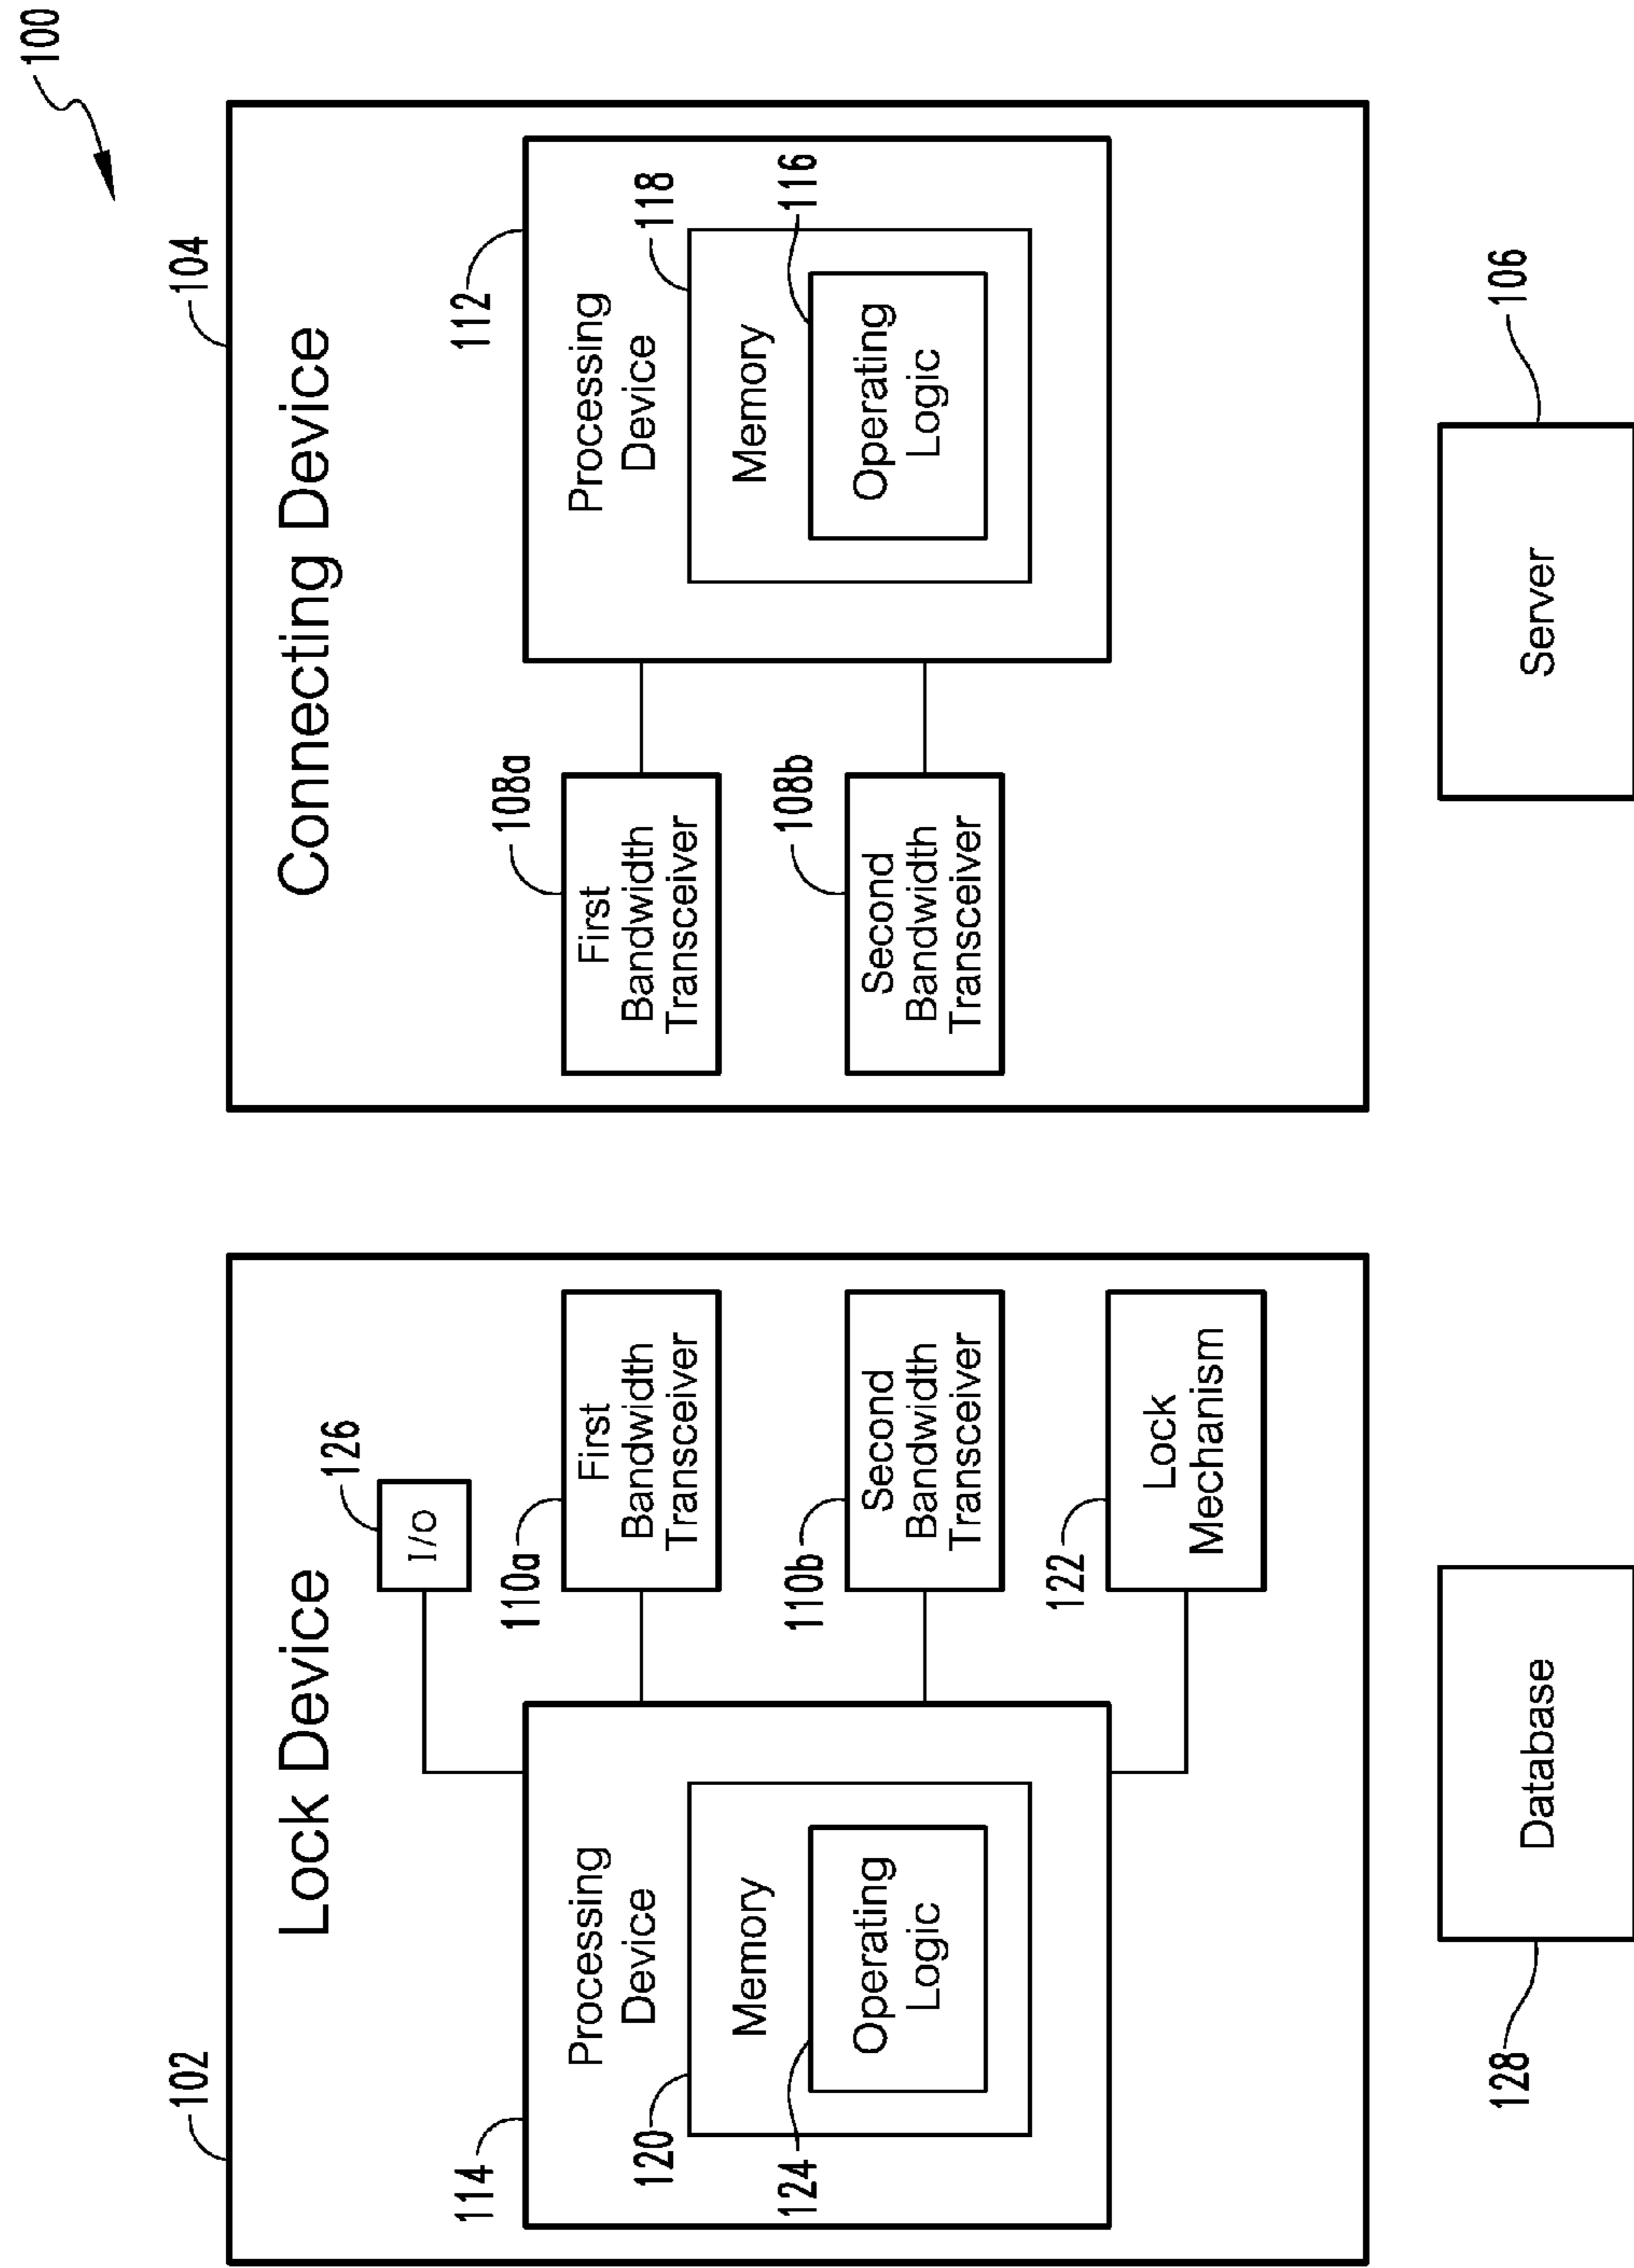 100
102
Lock Device
126
I/O
114
Processing
Device
120
Memory
124
Operating
Logic
110a
First
Bandwidth
Transceiver
110b
Second
Bandwidth
Transceiver
122
Lock
Mechanism
104
Connecting Device
108a
First
Bandwidth
Transceiver
108b
Second
Bandwidth
Transceiver
112
Processing
Device
118
Memory
116
Operating
Logic
128
Database
Server
106